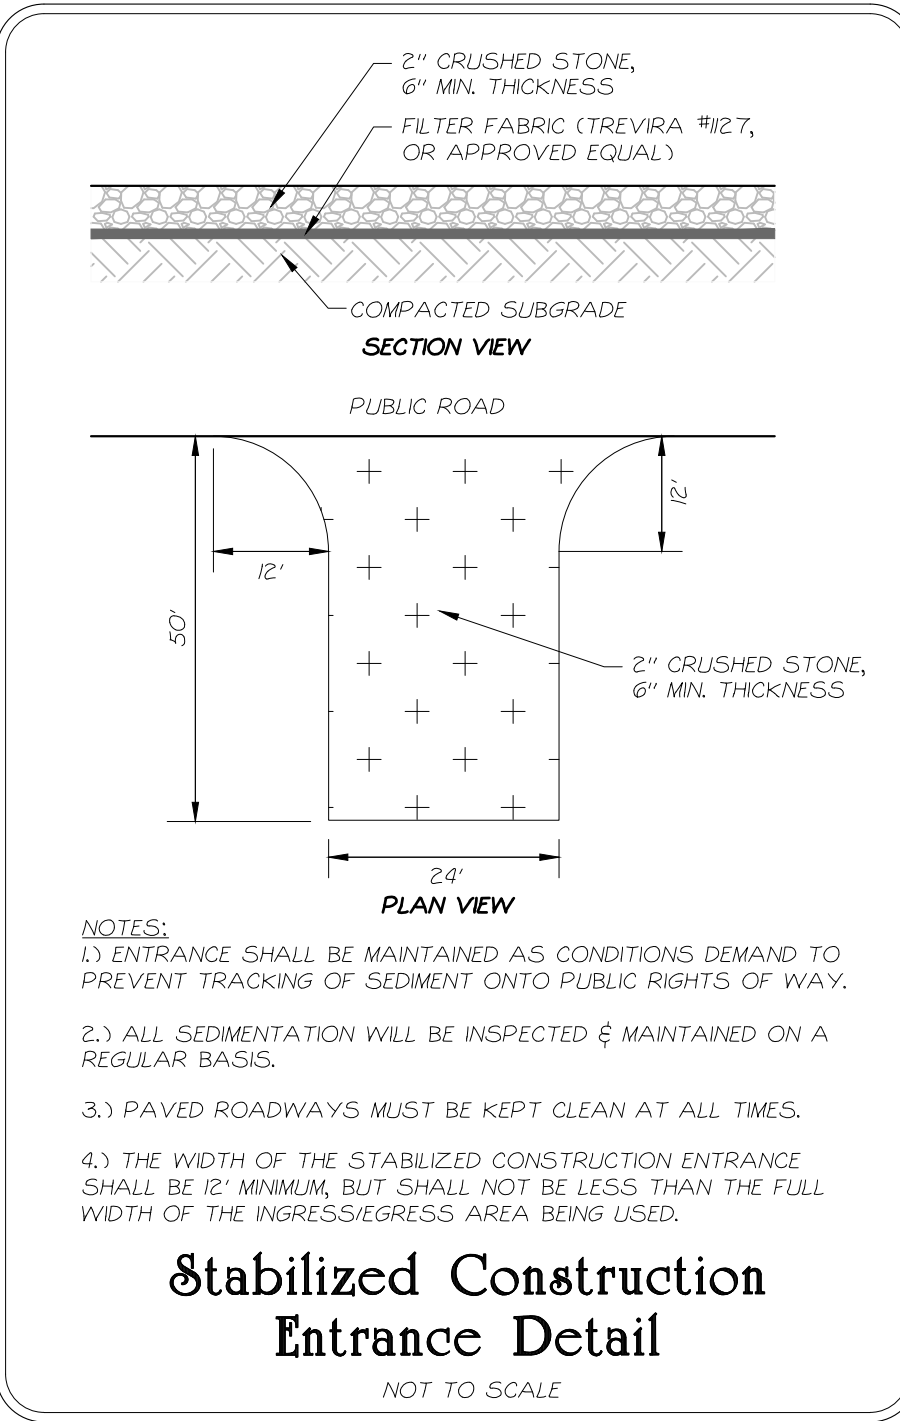 2" CRUSHED STONE,
6" MIN. THICKNESS
FILTER FABRIC (TREVIRA #1127,
OR APPROVED EQUAL)
COMPACTED SUBGRADE
SECTION VIEW
PUBLIC ROAD
12'
12'
50'
2" CRUSHED STONE,
6" MIN. THICKNESS
24'
PLAN VIEW
NOTES:
1.) ENTRANCE SHALL BE MAINTAINED AS CONDITIONS DEMAND TO
PREVENT TRACKING OF SEDIMENT ONTO PUBLIC RIGHTS OF WAY.
2.) ALL SEDIMENTATION WILL BE INSPECTED & MAINTAINED ON A
REGULAR BASIS.
3.) PAVED ROADWAYS MUST BE KEPT CLEAN AT ALL TIMES.
4.) THE WIDTH OF THE STABILIZED CONSTRUCTION ENTRANCE
SHALL BE 12' MINIMUM, BUT SHALL NOT BE LESS THAN THE FULL
WIDTH OF THE INGRESS/EGRESS AREA BEING USED.
Stabilized Construction
Entrance Detail
NOT TO SCALE